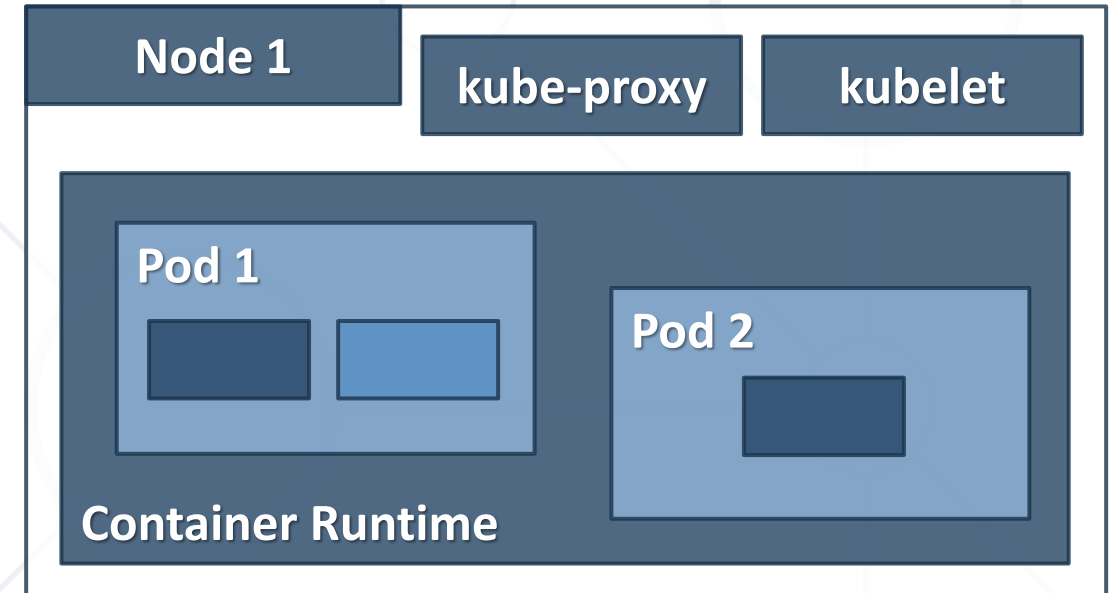 Node 1
kube-proxy
kubelet
Pod 1
Pod 2
Container Runtime